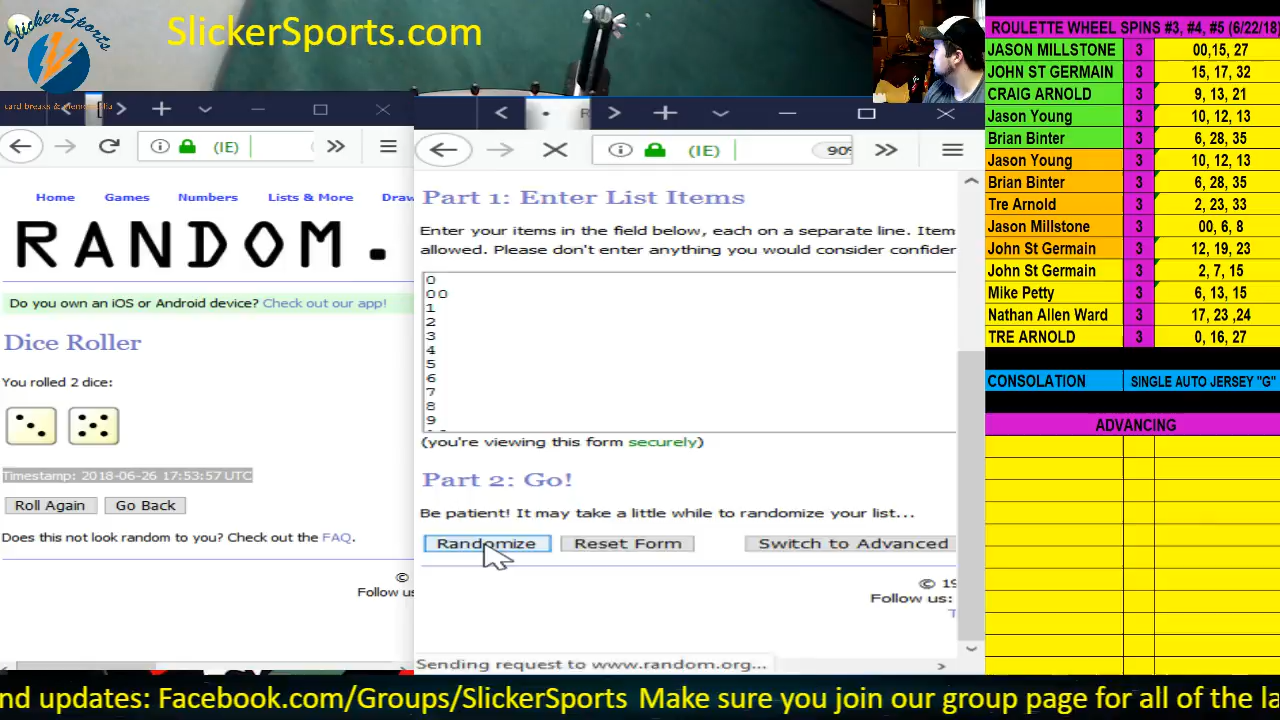 SlickerSports.com
SlickerSports
card breaks & memorabilia
(IE)
Home Games Numbers Lists & More Draw
RANDOM.
Do you own an iOS or Android device? Check out our app!
Dice Roller
You rolled 2 dice:
Timestamp: 2018-06-26 17:53:57 UTC
Roll Again Go Back
Does this not look random to you? Check out the FAQ.
©
Follow us:
(IE) 90%
Part 1: Enter List Items
Enter your items in the field below, each on a separate line. Item
allowed. Please don't enter anything you would consider confider
0
00
1
2
3
4
5
6
7
8
9
(you're viewing this form securely)
Part 2: Go!
Be patient! It may take a little while to randomize your list...
Randomize Reset Form Switch to Advanced
© 19
Follow us:
T
Sending request to www.random.org...
ROULETTE WHEEL SPINS #3, #4, #5 (6/22/18)
JASON MILLSTONE 3 00,15, 27
JOHN ST GERMAIN 3 15, 17, 32
CRAIG ARNOLD 3 9, 13, 21
Jason Young 3 10, 12, 13
Brian Binter 3 6, 28, 35
Jason Young 3 10, 12, 13
Brian Binter 3 6, 28, 35
Tre Arnold 3 2, 23, 33
Jason Millstone 3 00, 6, 8
John St Germain 3 12, 19, 23
John St Germain 3 2, 7, 15
Mike Petty 3 6, 13, 15
Nathan Allen Ward 3 17, 23 ,24
TRE ARNOLD 3 0, 16, 27
CONSOLATION SINGLE AUTO JERSEY "G"
ADVANCING
nd updates: Facebook.com/Groups/SlickerSports Make sure you join our group page for all of the la